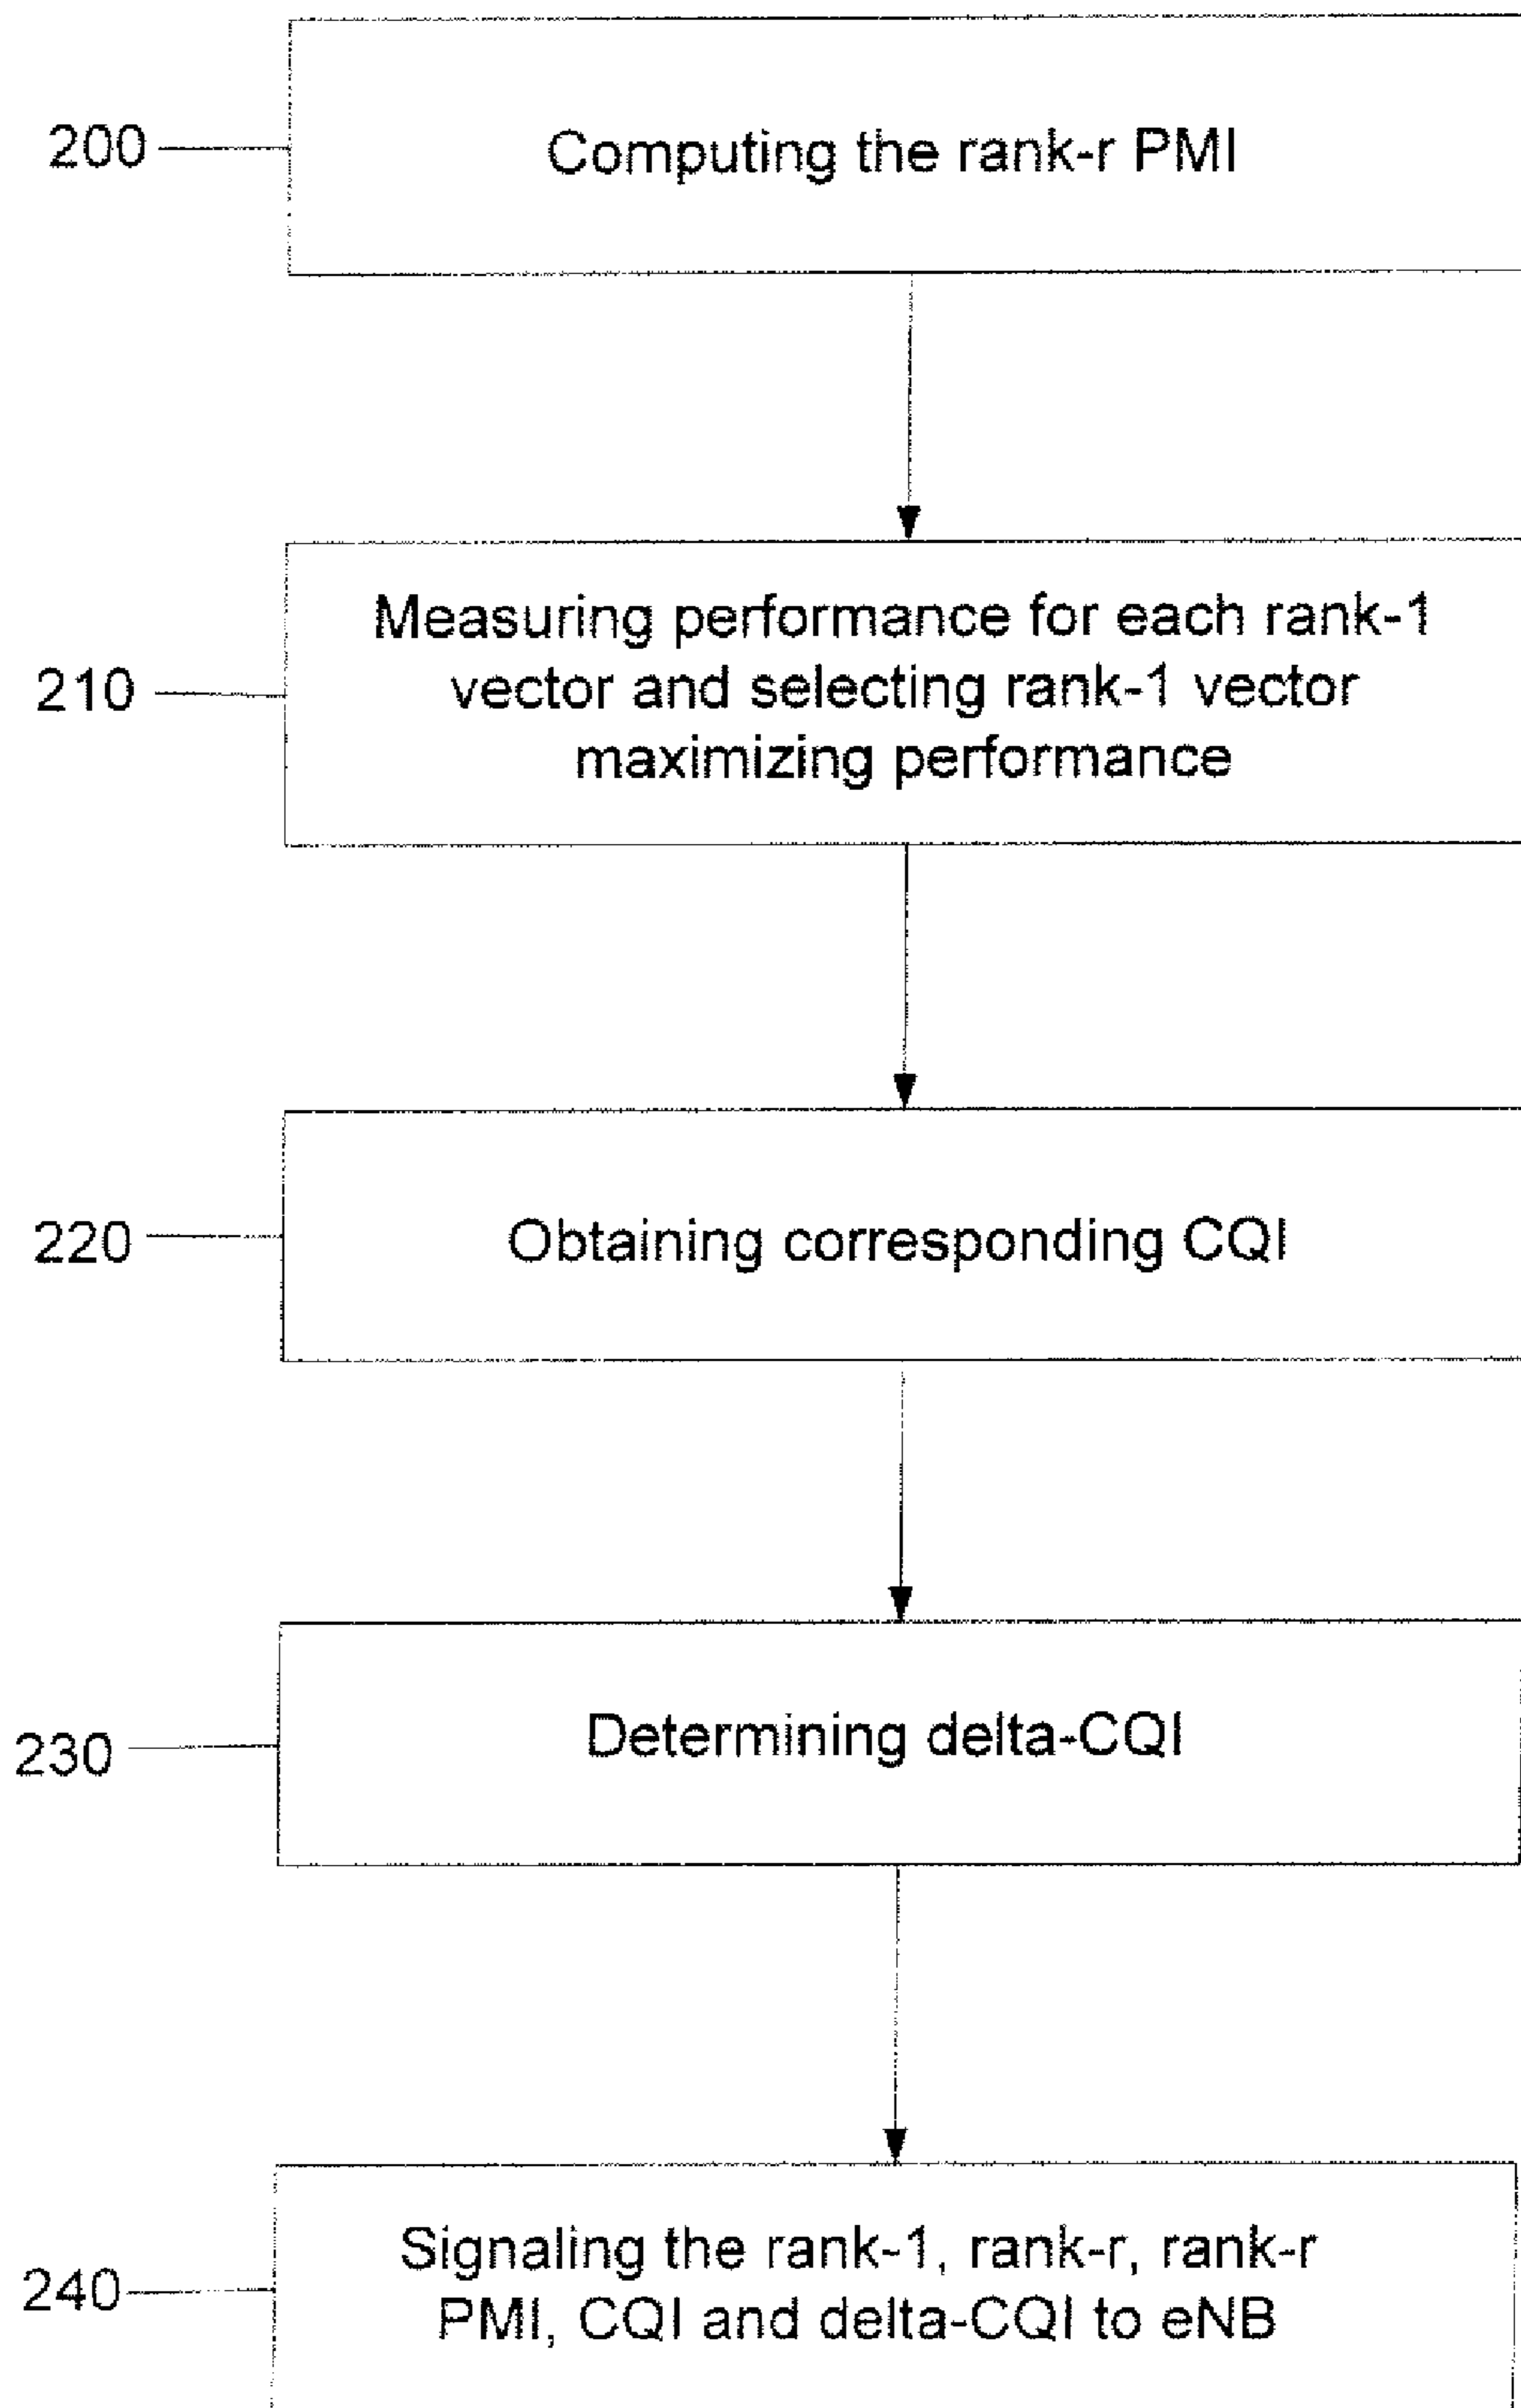 200
Computing the rank-r PMI
210
Measuring performance for each rank-1
vector and selecting rank-1 vector
maximizing performance
220
Obtaining corresponding CQI
230
Determining delta-CQI
240
Signaling the rank-1, rank-r, rank-r
PMI, CQI and delta-CQI to eNB